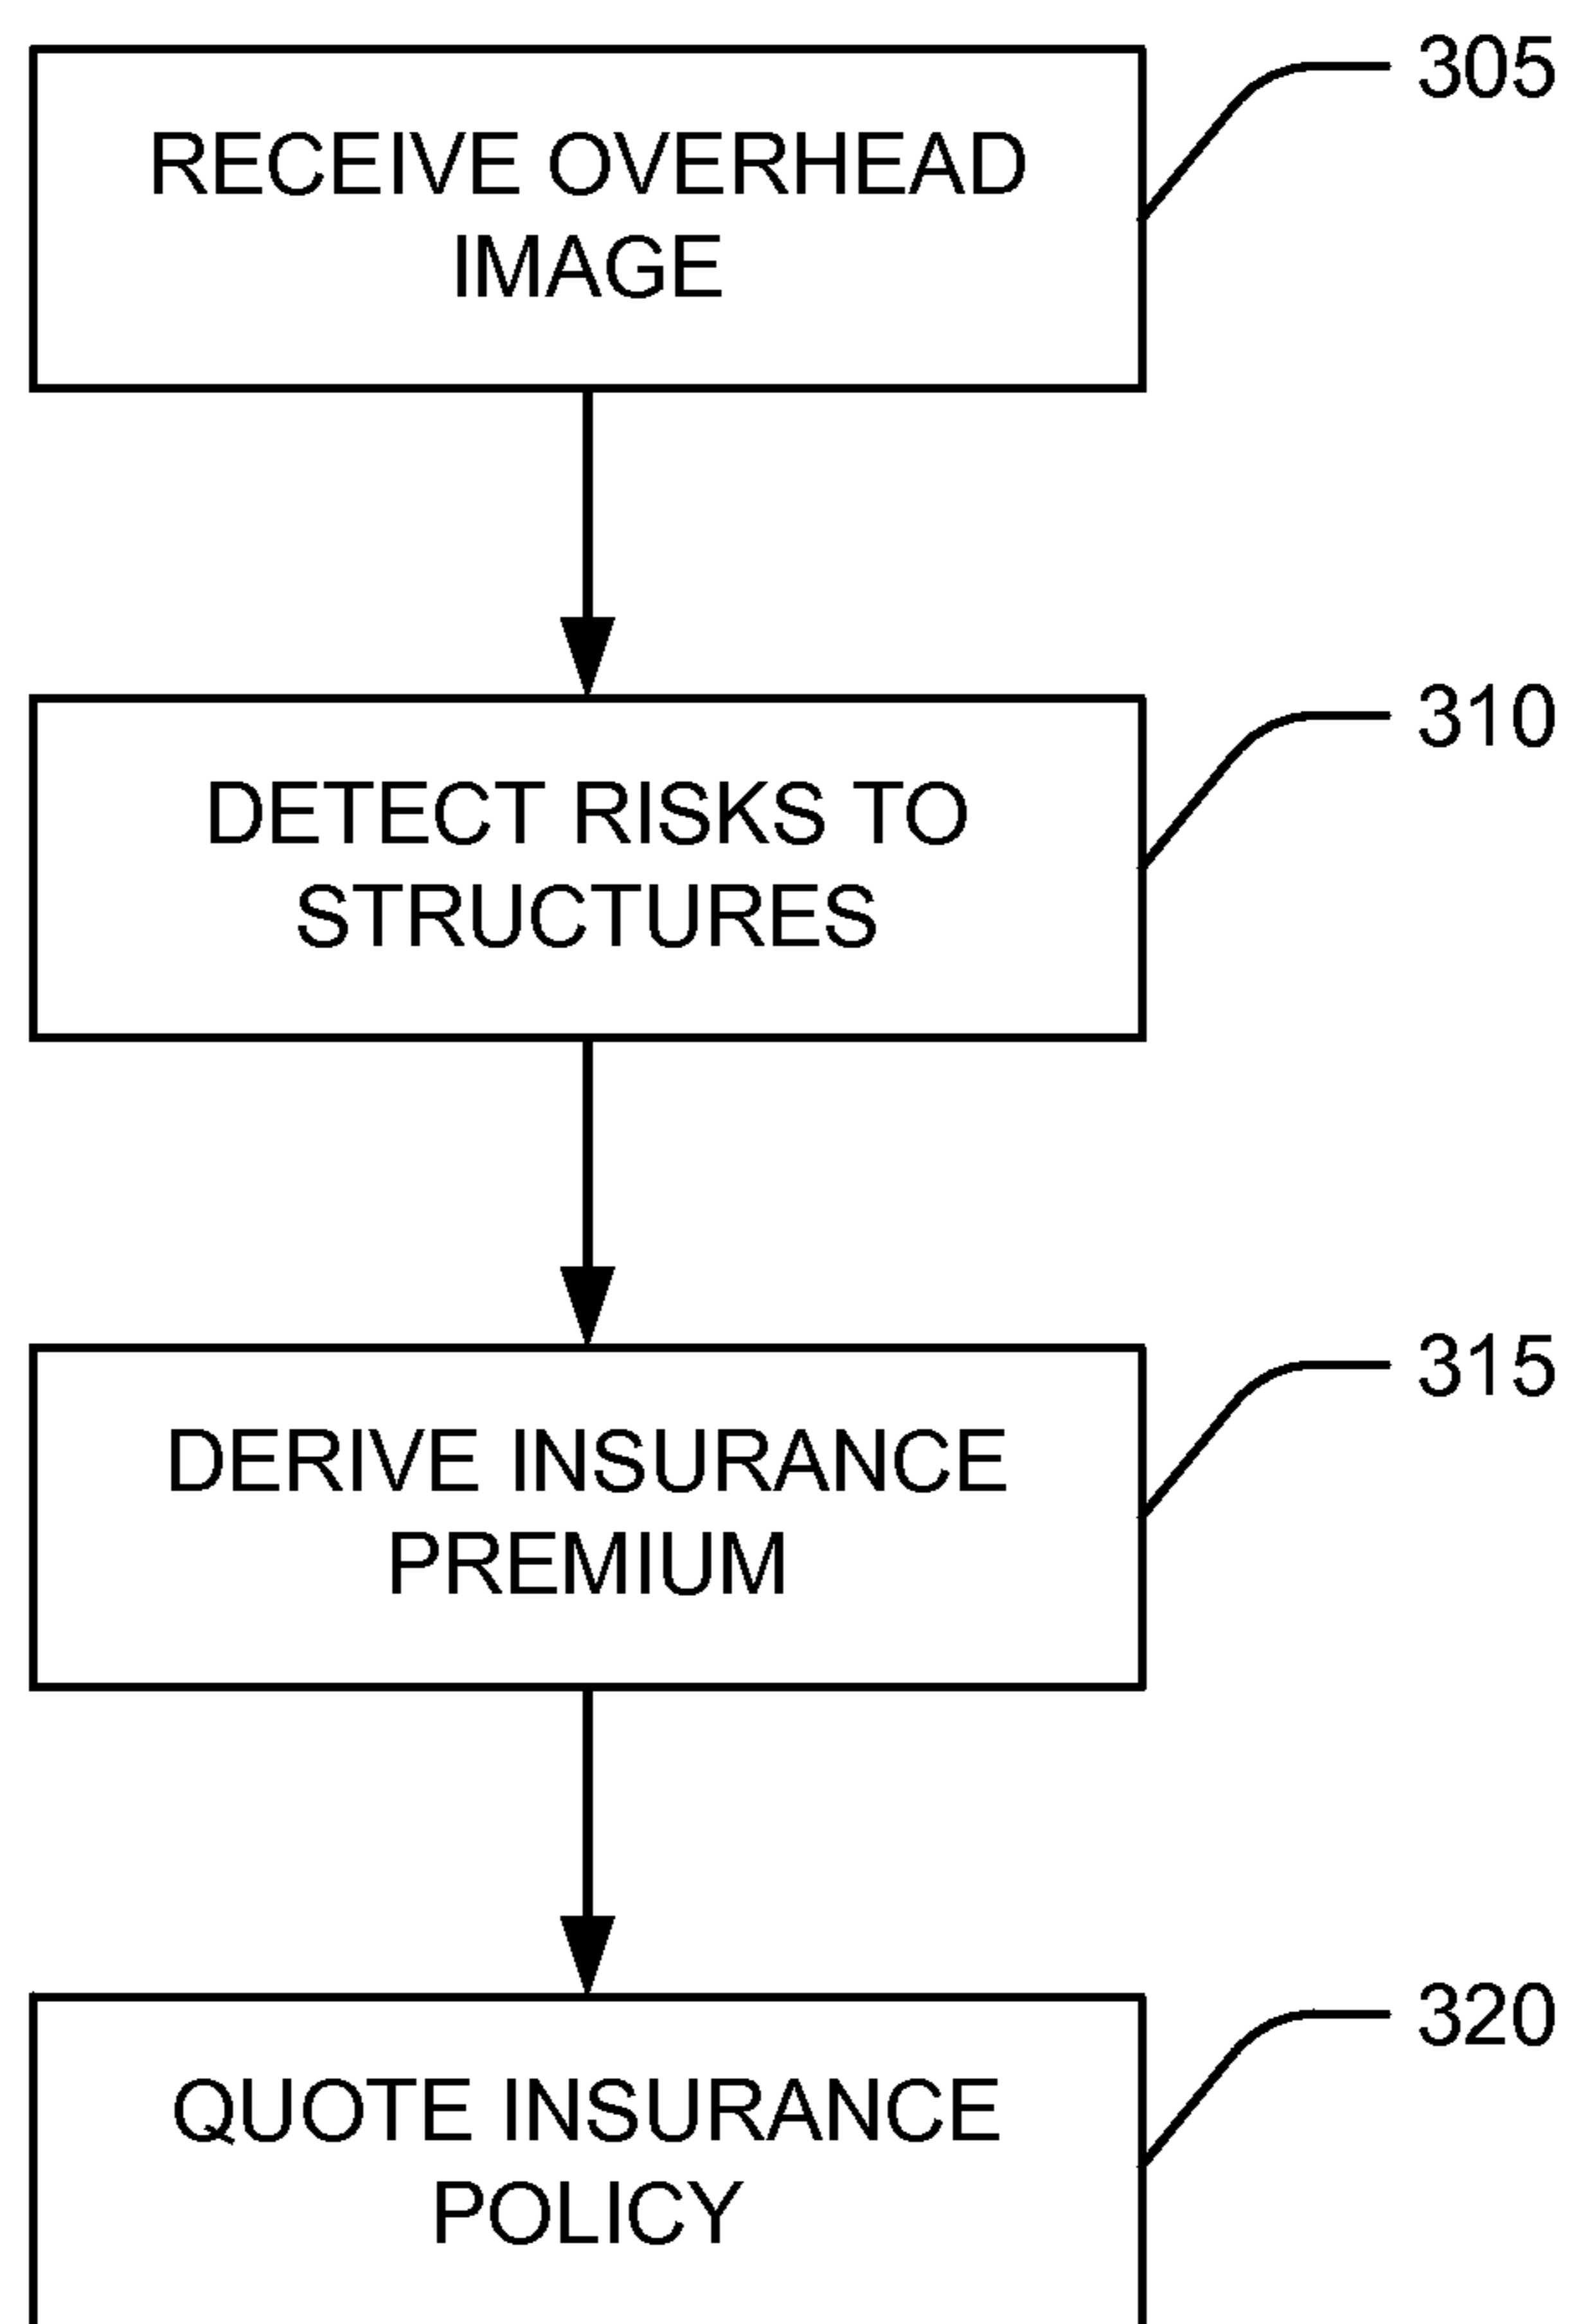 RECEIVE OVERHEAD
IMAGE
305
DETECT RISKS TO
STRUCTURES
310
DERIVE INSURANCE
PREMIUM
315
QUOTE INSURANCE
POLICY
320